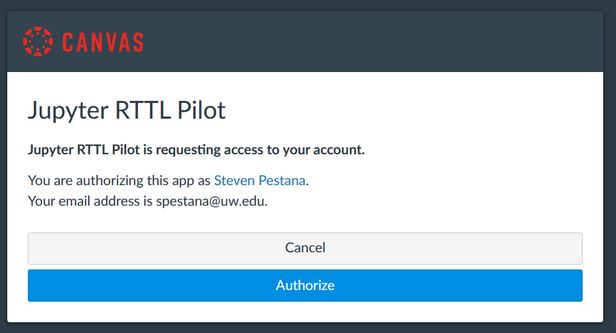 CANVAS
Jupyter RTTL Pilot
Jupyter RTTL Pilot is requesting access to your account.
You are authorizing this app as Steven Pestana.
Your email address is spestana@uw.edu.
Cancel
Authorize